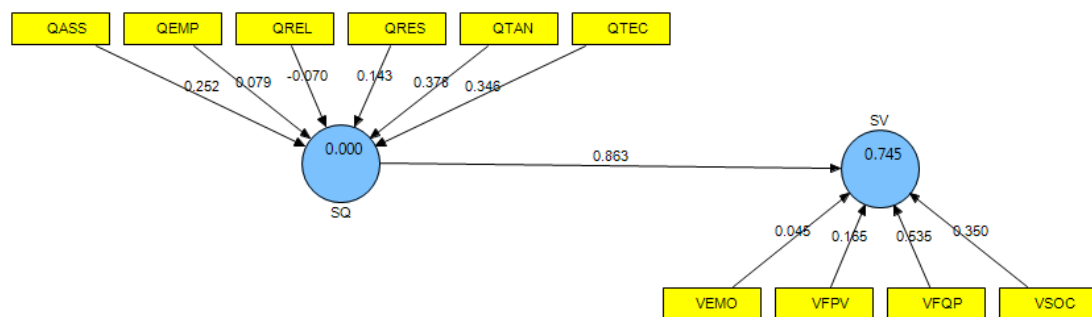 QASS QEMP QREL QRES QTAN QTEC
0.252 0.079 -0.070 0.143 0.376 0.346
SV
0.000 0.863 0.745
SQ
0.045 0.165 0.535 0.350
VEMO VFPV VFQP VSOC